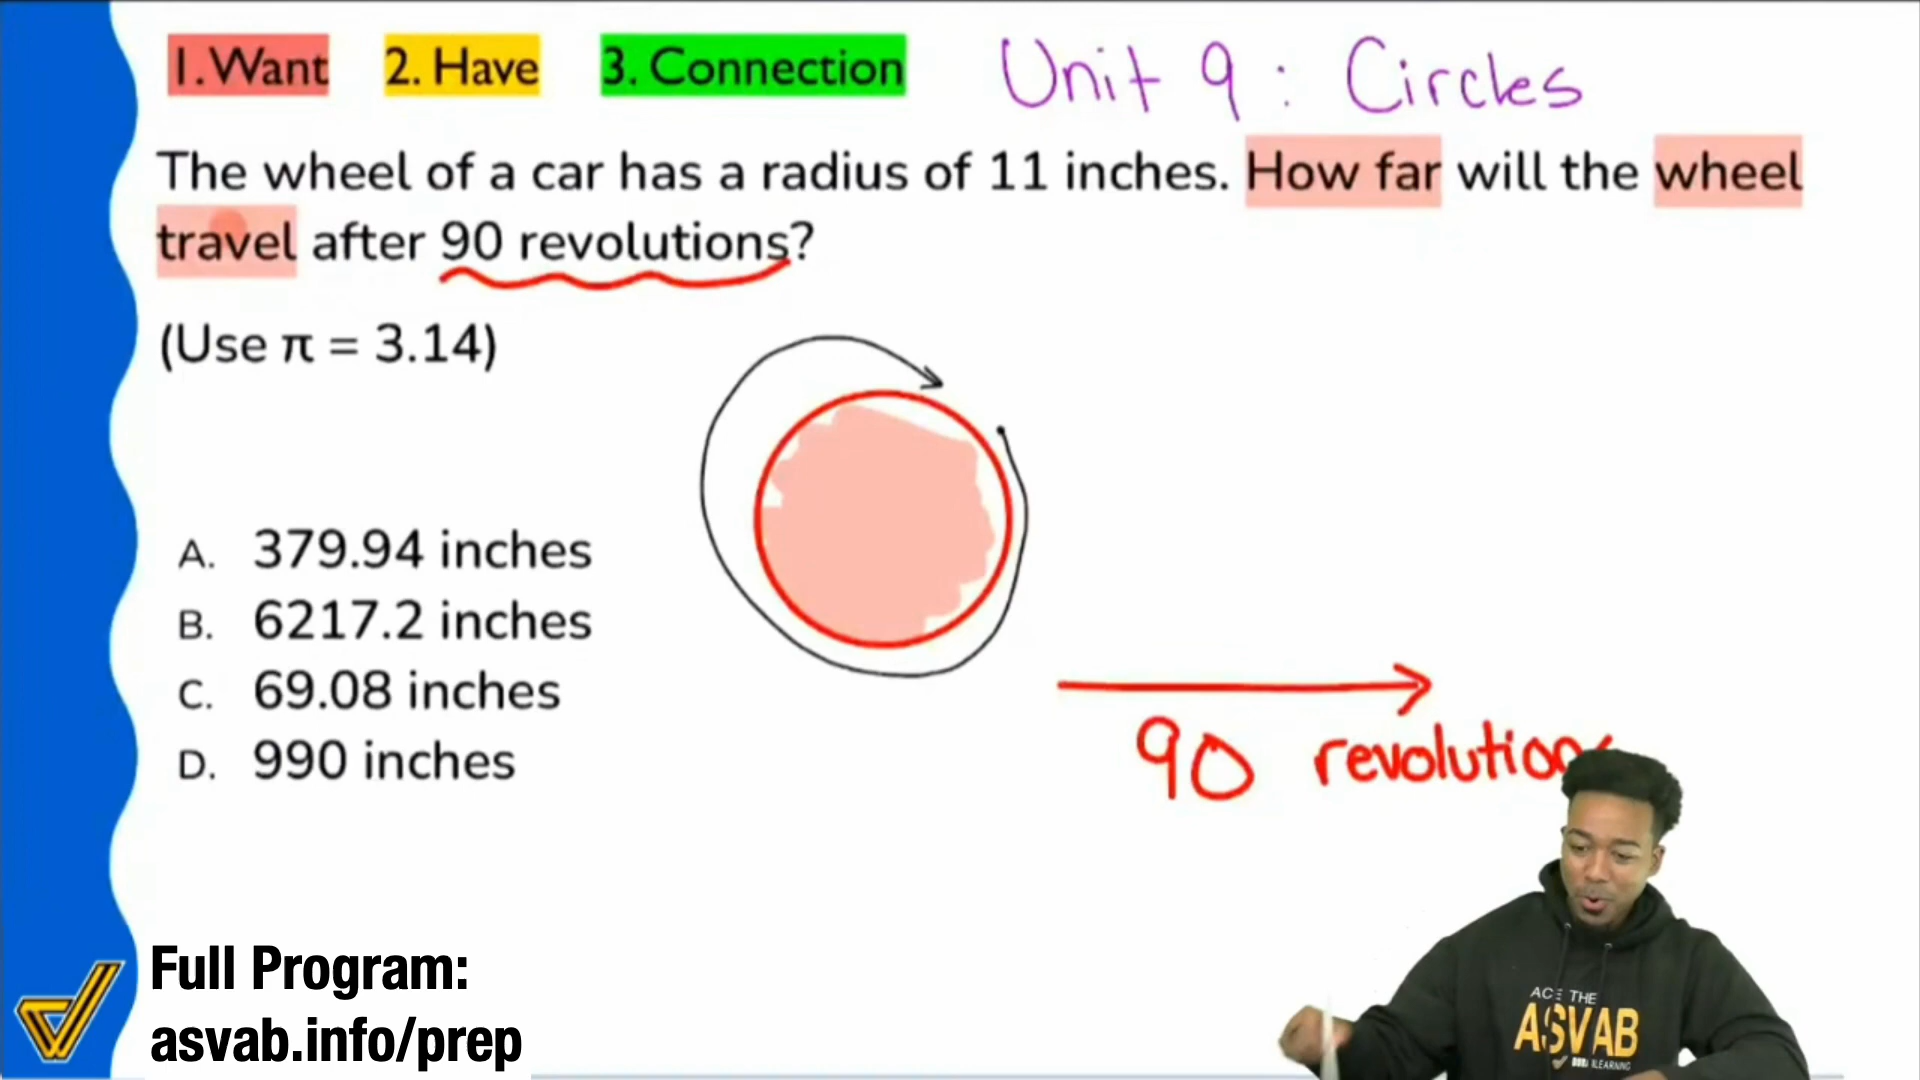 1. Want 2. Have 3. Connection Unit 9 : Circles
The wheel of a car has a radius of 11 inches. How far will the wheel
travel after 90 revolutions?
(Use π = 3.14)
A. 379.94 inches
B. 6217.2 inches
C. 69.08 inches
D. 990 inches
90 revolutions
Full Program:
asvab.info/prep
ACE THE
ASVAB